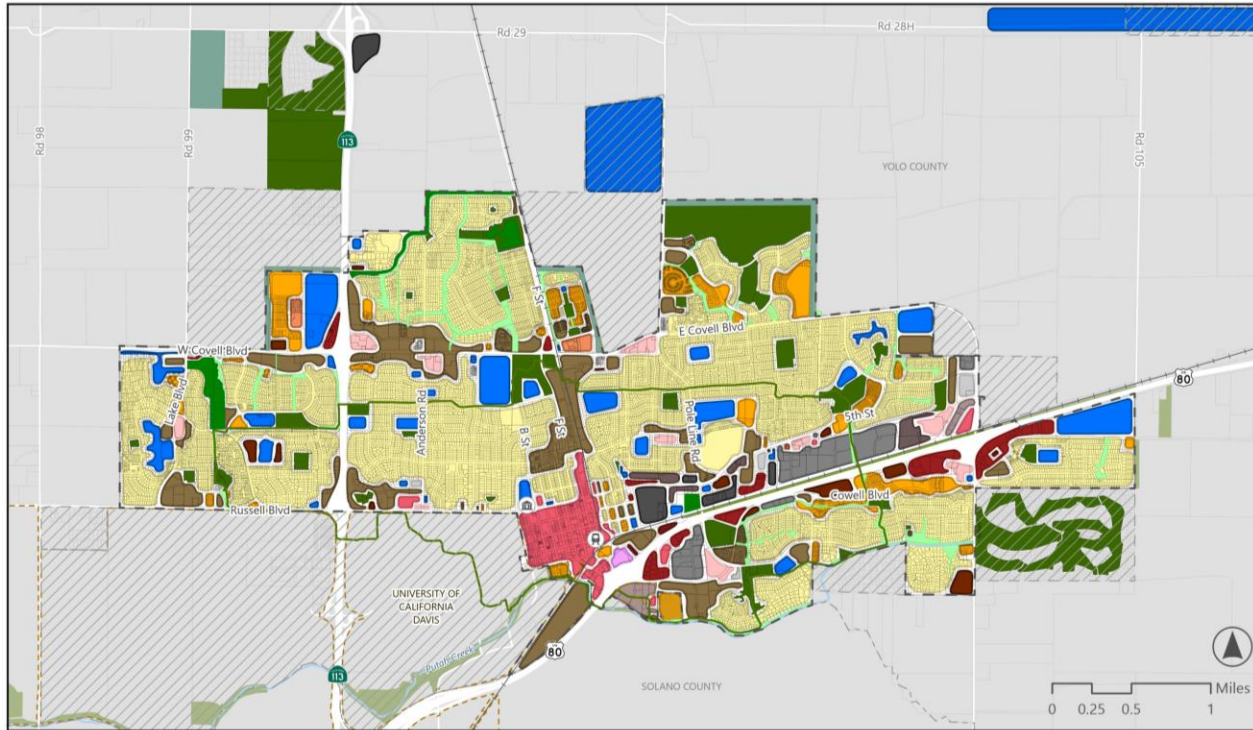 Rd 29
Rd 28H
Rd 98
Rd 99
113
YOLO COUNTY
Rd 105
F St
E Covell Blvd
W Covell Blvd
80
Lake Blvd
Anderson Rd
B St
F St
Pole Line Rd
5th St
Cowell Blvd
Russell Blvd
UNIVERSITY OF
CALIFORNIA
DAVIS
Putah Creek
80
113
SOLANO COUNTY
Miles
0 0.25 0.5 1